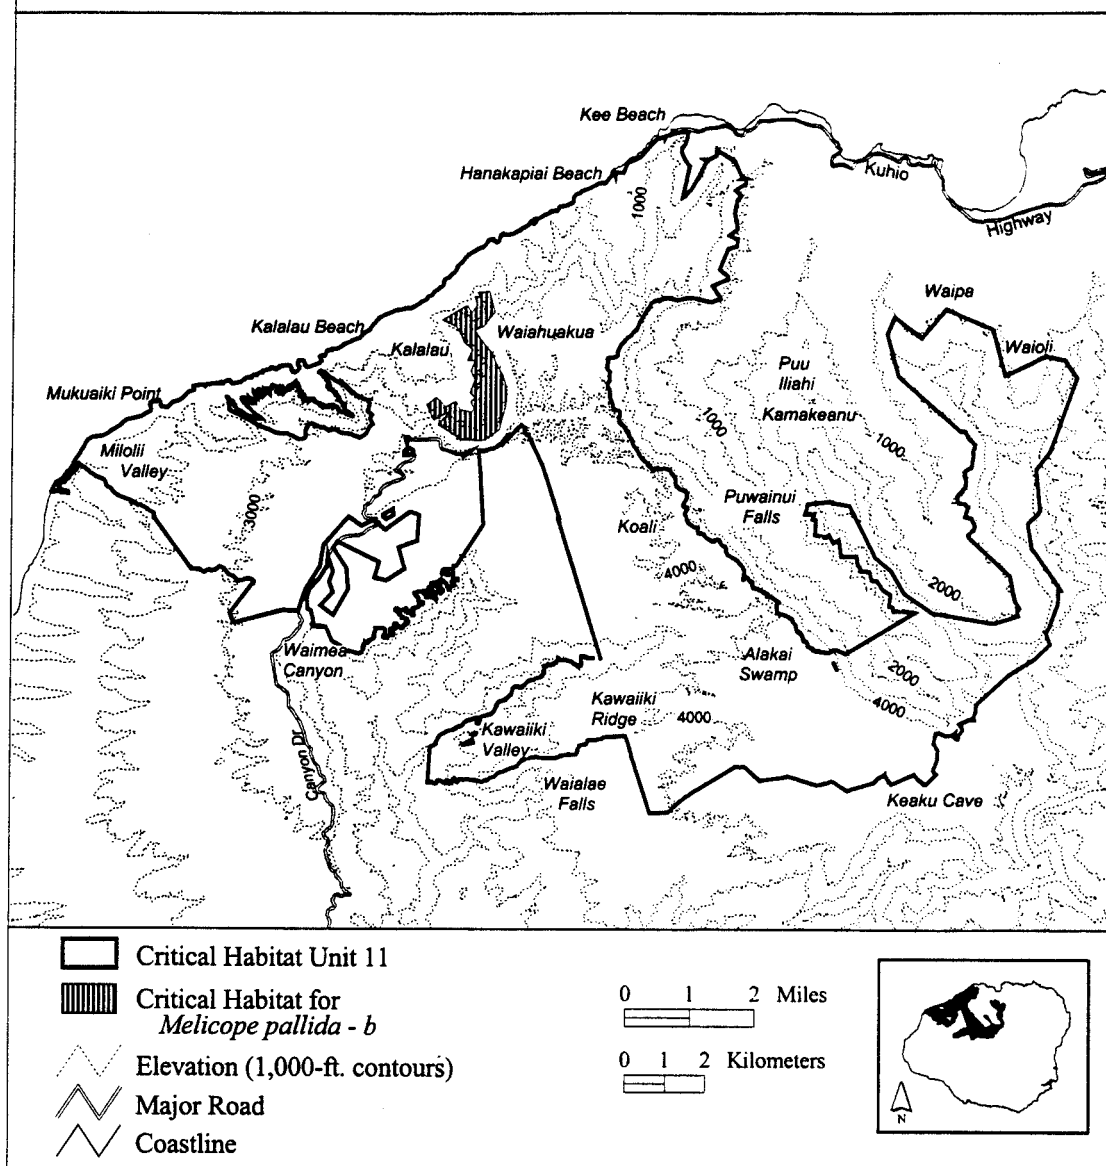 Kee Beach
Hanakapiai Beach
Kuhio
Highway
1000
Waipa
Kalalau Beach
Waiahuakua
Kalalau
Waioli
Puu
Iliahi
Kamakeanu
Mukuaiki Point
1000
1000
Milolii
Valley
3000
Puwainui
Falls
Koali
4000
2000
Waimea
Canyon
Alakai
Swamp
2000
Kawaiiki
Ridge
4000
4000
Kawaiiki
Valley
Canyon Dr
Waialae
Falls
Keaku Cave
Critical Habitat Unit 11
Critical Habitat for
Melicope pallida - b
Elevation (1,000-ft. contours)
Major Road
Coastline
0 1 2 Miles
0 1 2 Kilometers
N